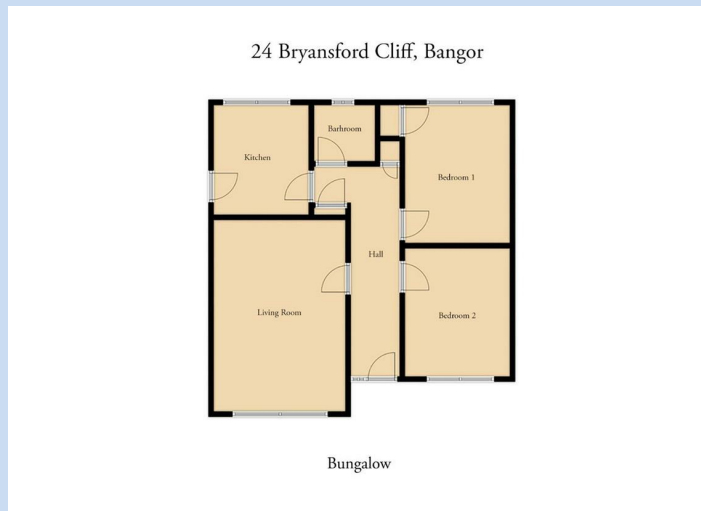 24 Bryansford Cliff, Bangor
Barhroom
Kitchen
Bedroom 1
Hall
Living Room
Bedroom 2
Bungalow